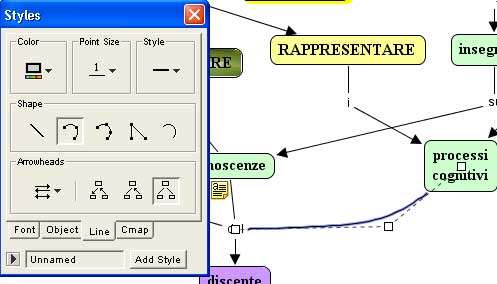 Styles
Color
Point Size
Style
1
Shape
Arrowheads
Font
Object
Line
Cmap
Unnamed
Add Style
RE
RAPPRESENTARE
insegn
i
su
noscenze
processi
cognitivi
a
discente